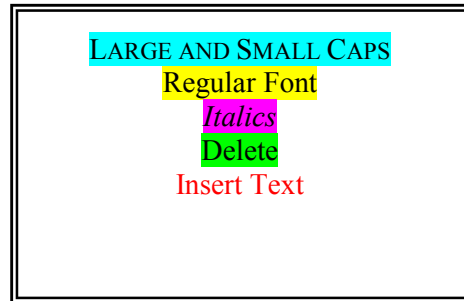 LARGE AND SMALL CAPS
Regular Font
Italics
Delete
Insert Text